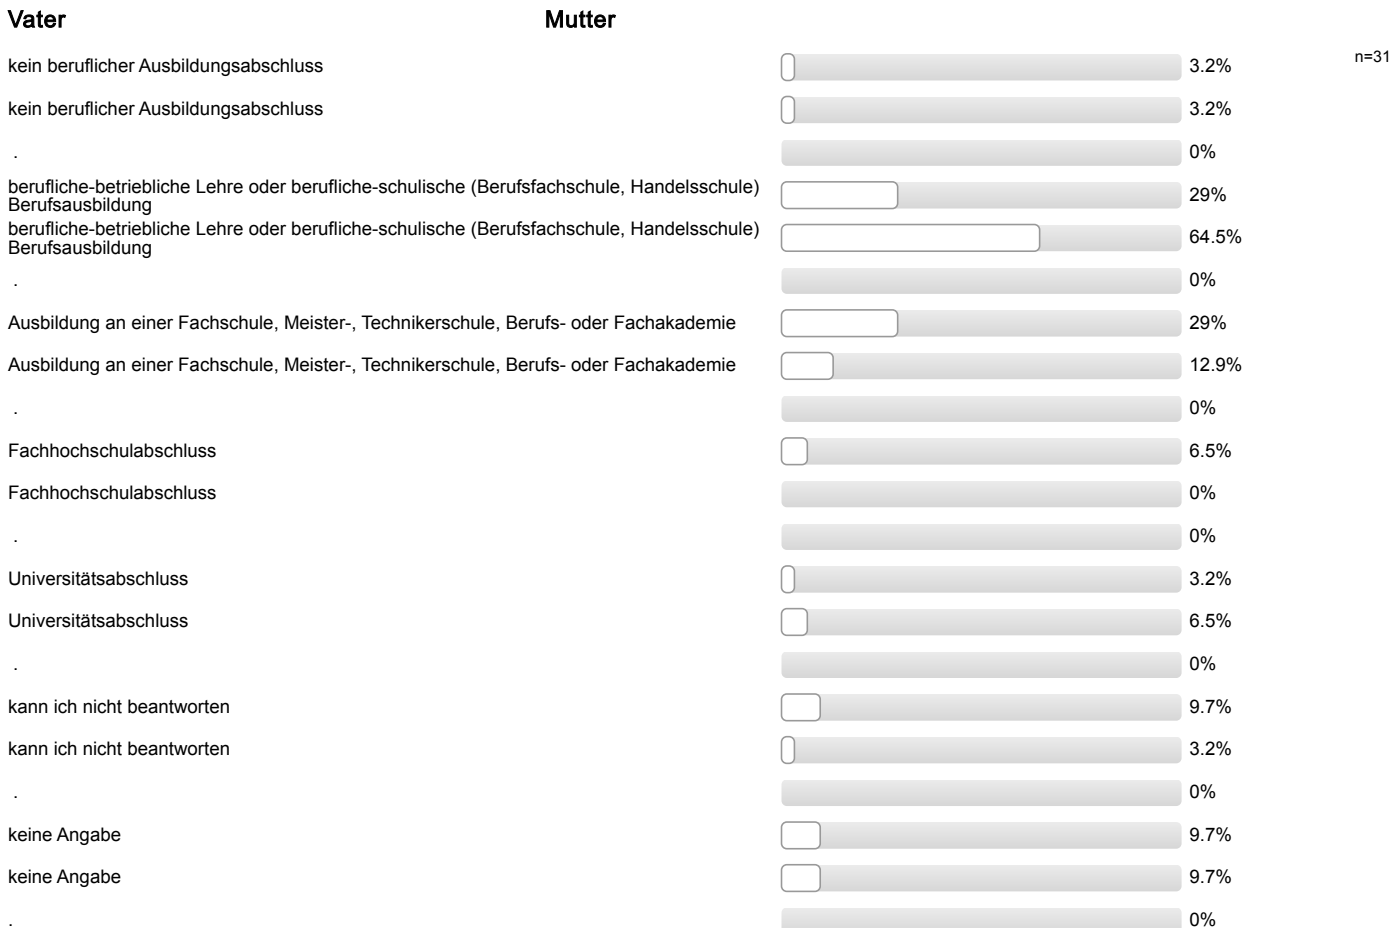 Vater Mutter
n=31
kein beruflicher Ausbildungsabschluss 3.2%
kein beruflicher Ausbildungsabschluss 3.2%
. 0%
berufliche-betriebliche Lehre oder berufliche-schulische (Berufsfachschule, Handelsschule)
Berufsausbildung 29%
berufliche-betriebliche Lehre oder berufliche-schulische (Berufsfachschule, Handelsschule)
Berufsausbildung 64.5%
. 0%
Ausbildung an einer Fachschule, Meister-, Technikerschule, Berufs- oder Fachakademie 29%
Ausbildung an einer Fachschule, Meister-, Technikerschule, Berufs- oder Fachakademie 12.9%
. 0%
Fachhochschulabschluss 6.5%
Fachhochschulabschluss 0%
. 0%
Universitätsabschluss 3.2%
Universitätsabschluss 6.5%
. 0%
kann ich nicht beantworten 9.7%
kann ich nicht beantworten 3.2%
. 0%
keine Angabe 9.7%
keine Angabe 9.7%
. 0%